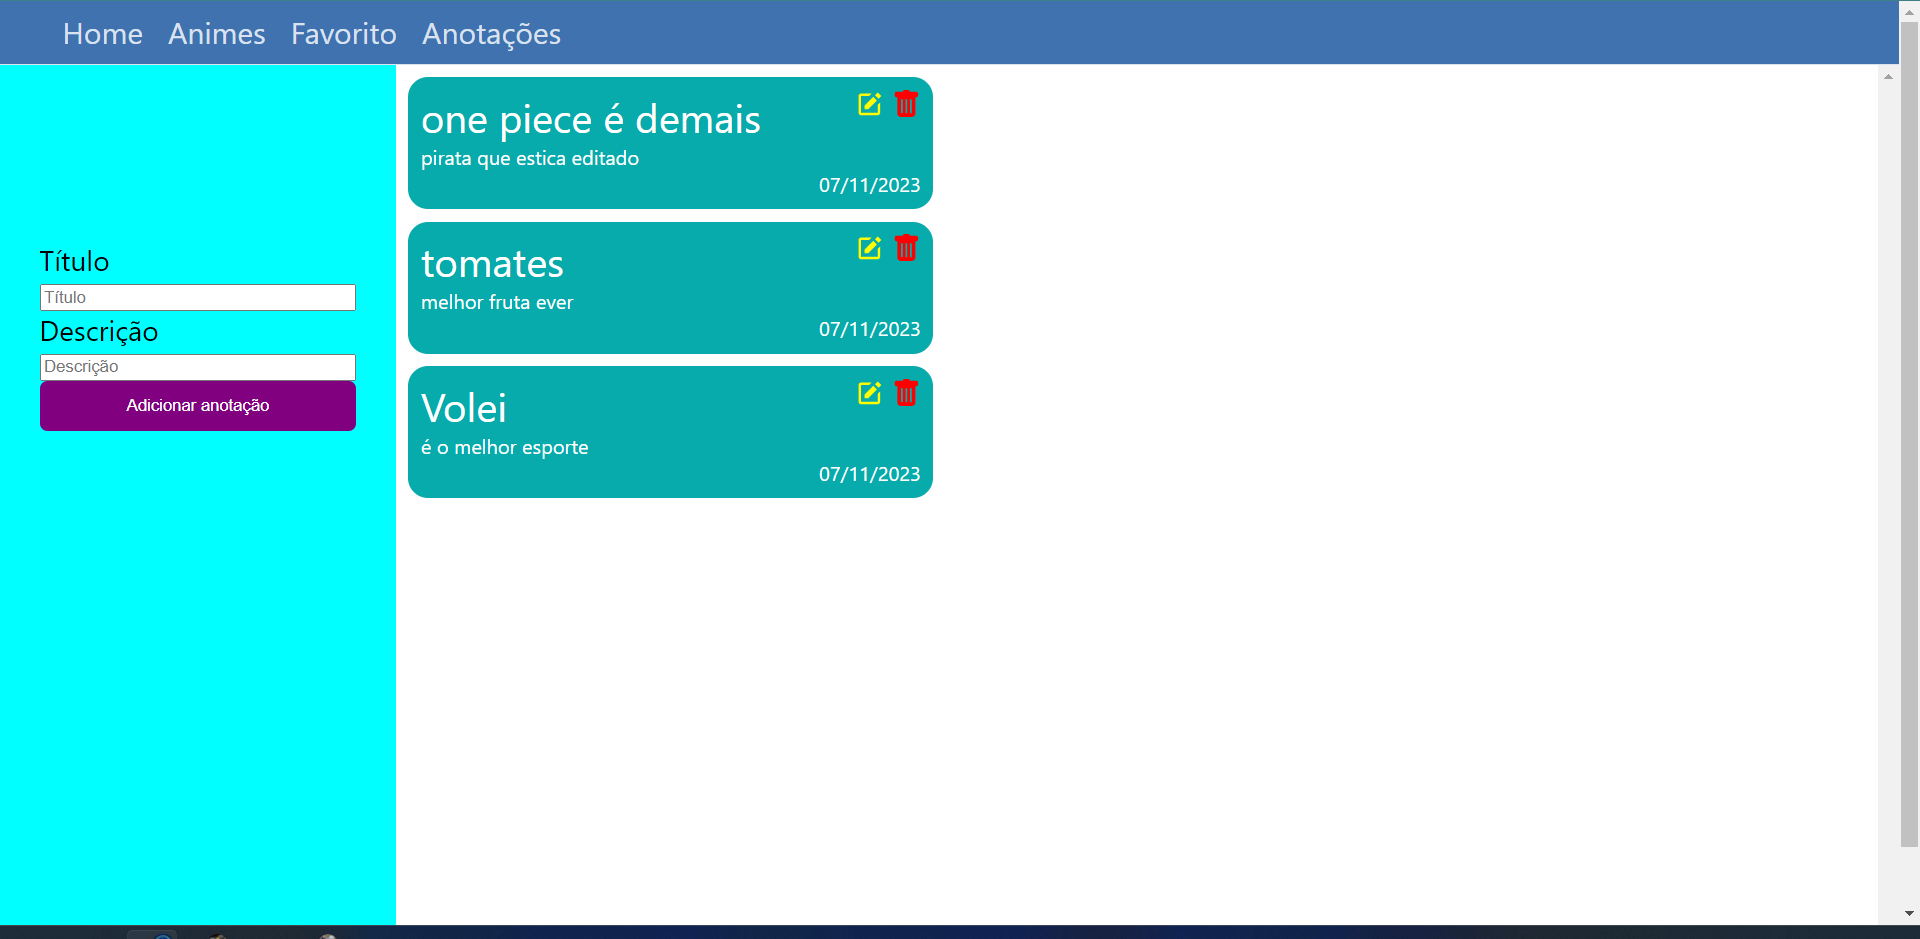 Home Animes Favorito Anotações
Título
Título
Descrição
Descrição
Adicionar anotação
one piece é demais
pirata que estica editado
07/11/2023
tomates
melhor fruta ever
07/11/2023
Volei
é o melhor esporte
07/11/2023